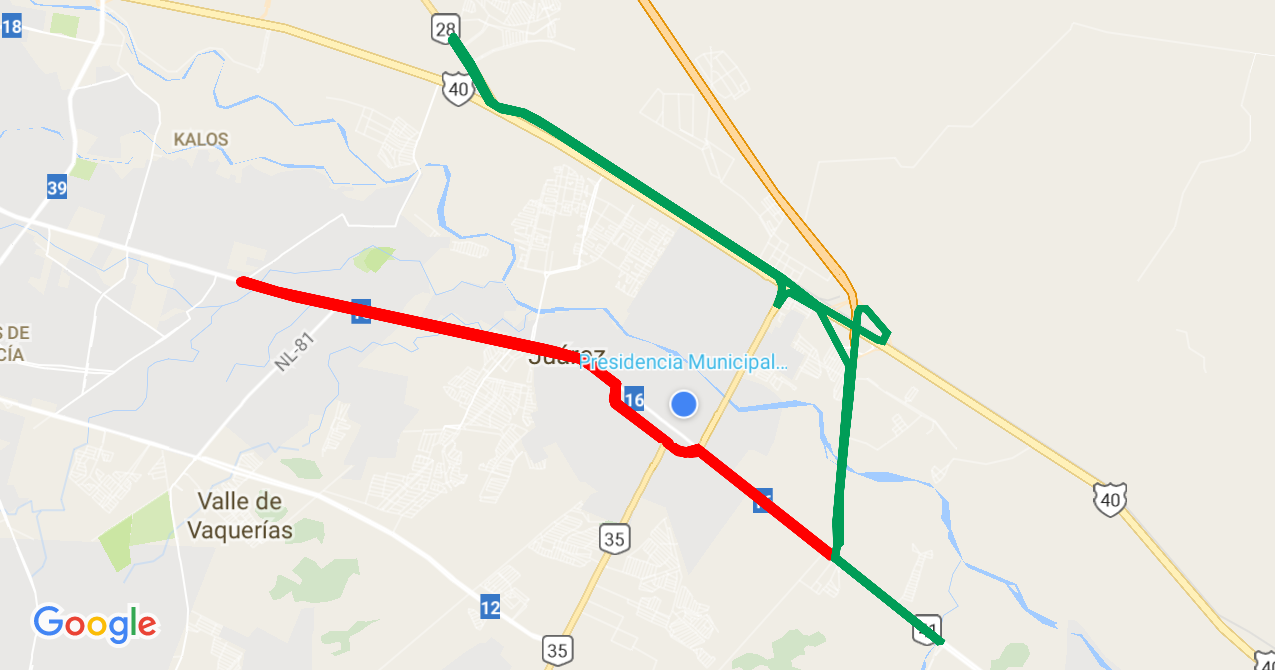 18
28
40
KALOS
39
S DE
CÍA
NL-81
Juárez
Presidencia Municipal...
16
40
Valle de
Vaquerías
35
12
41
35
Google
40